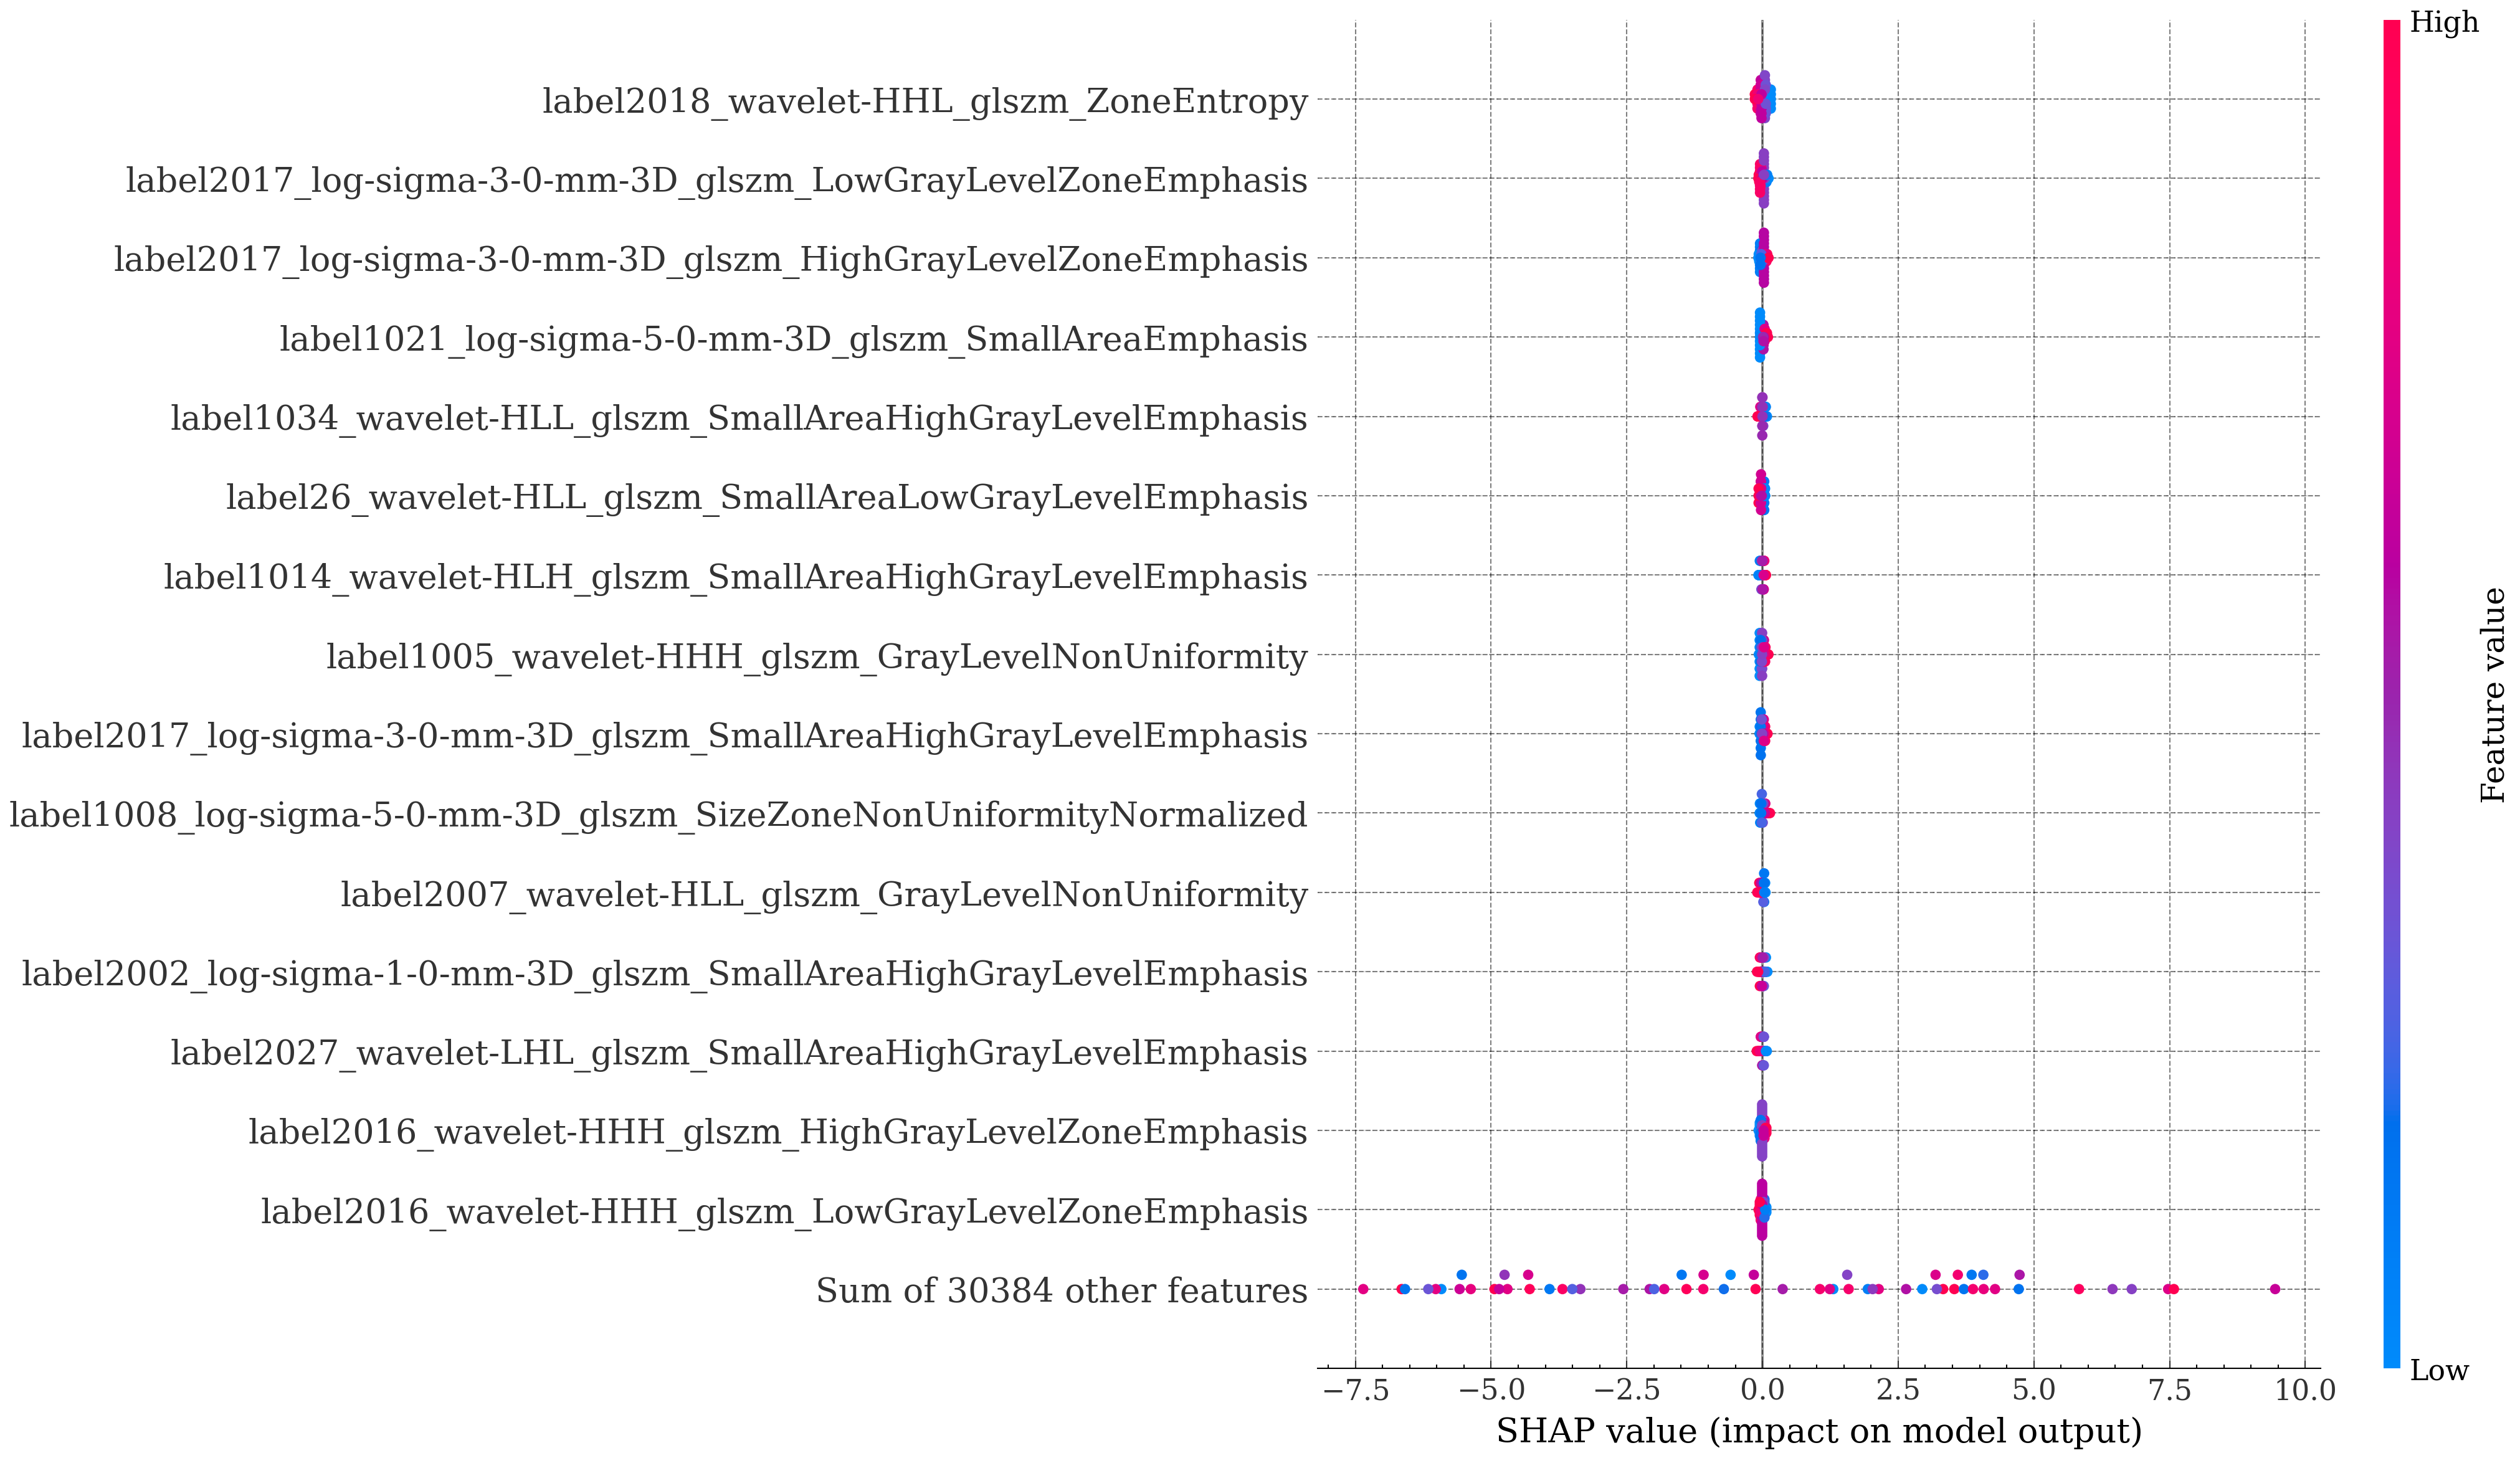 High
label2018_wavelet-HHL_glszm_ZoneEntropy
label2017_log-sigma-3-0-mm-3D_glszm_LowGrayLevelZoneEmphasis
label2017_log-sigma-3-0-mm-3D_glszm_HighGrayLevelZoneEmphasis
label1021_log-sigma-5-0-mm-3D_glszm_SmallAreaEmphasis
label1034_wavelet-HLL_glszm_SmallAreaHighGrayLevelEmphasis
label26_wavelet-HLL_glszm_SmallAreaLowGrayLevelEmphasis
label1014_wavelet-HLH_glszm_SmallAreaHighGrayLevelEmphasis
label1005_wavelet-HHH_glszm_GrayLevelNonUniformity
label2017_log-sigma-3-0-mm-3D_glszm_SmallAreaHighGrayLevelEmphasis
label1008_log-sigma-5-0-mm-3D_glszm_SizeZoneNonUniformityNormalized
label2007_wavelet-HLL_glszm_GrayLevelNonUniformity
label2002_log-sigma-1-0-mm-3D_glszm_SmallAreaHighGrayLevelEmphasis
label2027_wavelet-LHL_glszm_SmallAreaHighGrayLevelEmphasis
label2016_wavelet-HHH_glszm_HighGrayLevelZoneEmphasis
label2016_wavelet-HHH_glszm_LowGrayLevelZoneEmphasis
Sum of 30384 other features
Feature value
Low
−7.5 −5.0 −2.5 0.0 2.5 5.0 7.5 10.0
SHAP value (impact on model output)